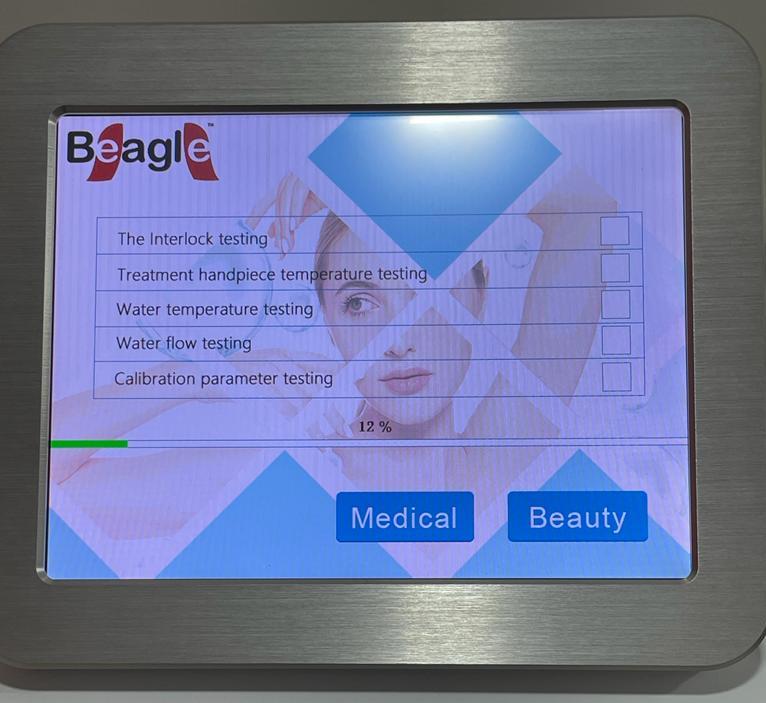 Beagle™
The Interlock testing
Treatment handpiece temperature testing
Water temperature testing
Water flow testing
Calibration parameter testing
12 %
Medical
Beauty